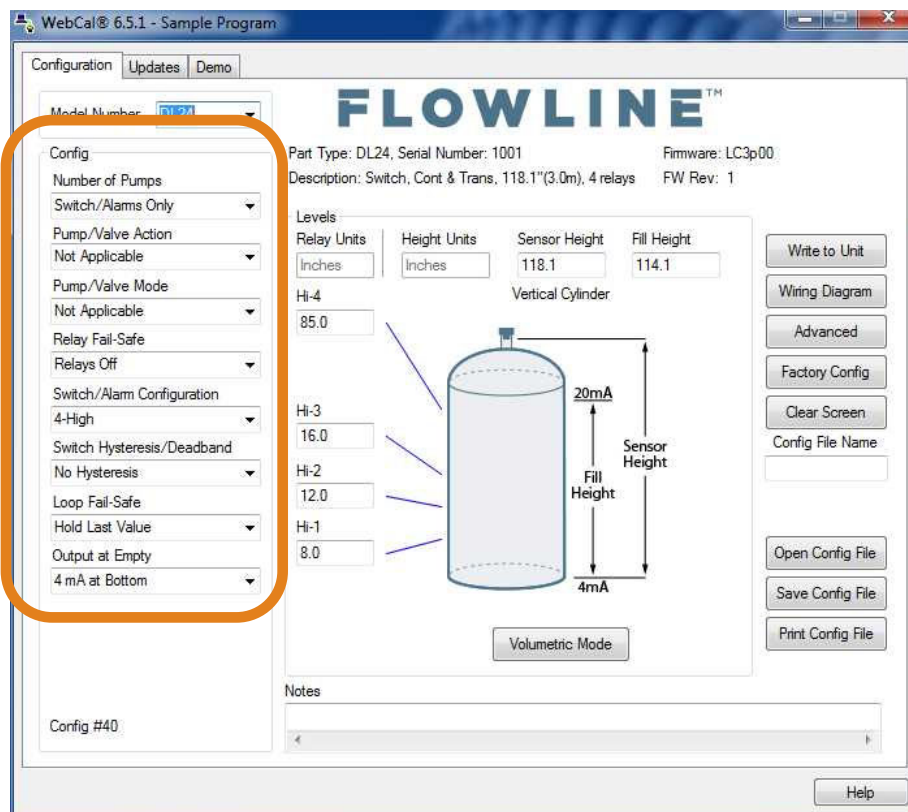 WebCal® 6.5.1 - Sample Program
Configuration Updates Demo
Model Number DL24
FLOWLINE™
Part Type: DL24, Serial Number: 1001 Firmware: LC3p00
Description: Switch, Cont & Trans, 118.1"(3.0m), 4 relays FW Rev: 1
Config
Number of Pumps
Switch/Alarms Only
Pump/Valve Action
Not Applicable
Pump/Valve Mode
Not Applicable
Relay Fail-Safe
Relays Off
Switch/Alarm Configuration
4-High
Switch Hysteresis/Deadband
No Hysteresis
Loop Fail-Safe
Hold Last Value
Output at Empty
4 mA at Bottom
Config #40
Levels
Relay Units Height Units Sensor Height Fill Height
Inches Inches 118.1 114.1
Hi-4 Vertical Cylinder
85.0
Hi-3
16.0
Hi-2
12.0
Hi-1
8.0
20mA
Sensor
Height
Fill
Height
4mA
Volumetric Mode
Write to Unit
Wiring Diagram
Advanced
Factory Config
Clear Screen
Config File Name
Open Config File
Save Config File
Print Config File
Notes
Help